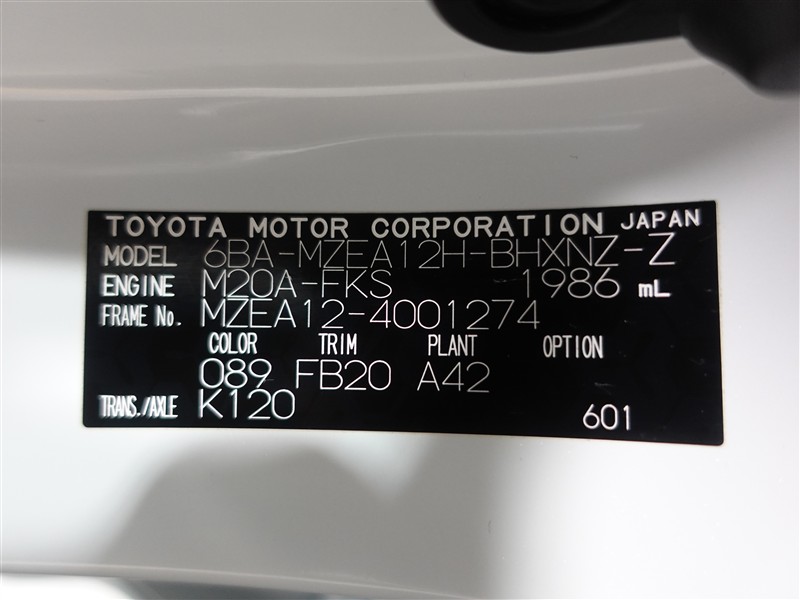 TOYOTA MOTOR CORPORATION JAPAN
MODEL 6BA-MZEA12H-BHXNZ-Z
ENGINE M20A-FKS 1986 mL
FRAME No. MZEA12-4001274
COLOR TRIM PLANT OPTION
089 FB20 A42
TRANS./AXLE K120 601